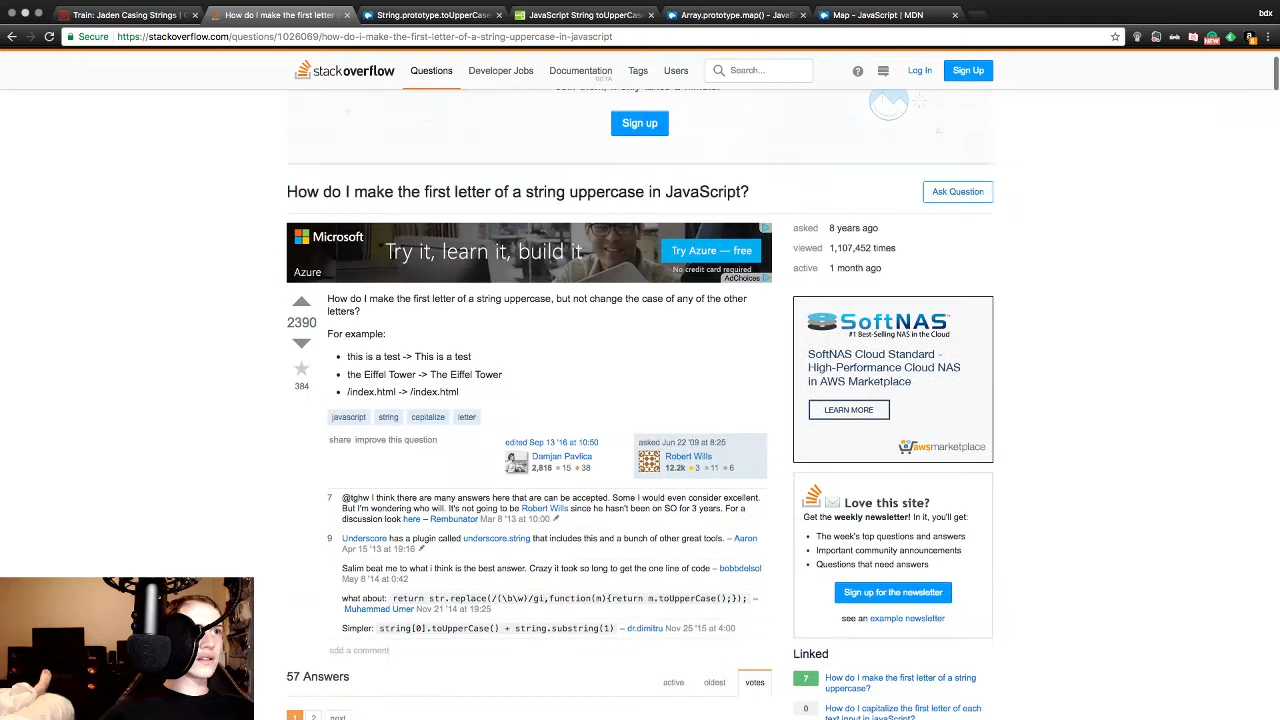 Train: Jaden Casing Strings |
How do I make the first letter
String.prototype.toUpperCase
JavaScript String toUpperCase
Array.prototype.map() - JavaS
Map - JavaScript | MDN
bdx
Secure
https://stackoverflow.com/questions/1026069/how-do-i-make-the-first-letter-of-a-string-uppercase-in-javascript
NEW
stackoverflow
Questions
Developer Jobs
Documentation
BETA
Tags
Users
Search...
Log In
Sign Up
Sign up
How do I make the first letter of a string uppercase in JavaScript?
Ask Question
Microsoft
Azure
Try it, learn it, build it
Try Azure — free
No credit card required
AdChoices
asked 8 years ago
viewed 1,107,452 times
active 1 month ago
2390
384
How do I make the first letter of a string uppercase, but not change the case of any of the other
letters?
For example:
• this is a test -> This is a test
• the Eiffel Tower -> The Eiffel Tower
• /index.html -> /index.html
javascript string capitalize letter
share improve this question
edited Sep 13 '16 at 10:50
Damjan Pavlica
2,818 • 15 • 38
asked Jun 22 '09 at 8:25
Robert Wills
12.2k • 3 • 11 • 6
7 @tghw I think there are many answers here that are can be accepted. Some I would even consider excellent.
But I'm wondering who will. It's not going to be Robert Wills since he hasn't been on SO for 3 years. For a
discussion look here – Rembunator Mar 8 '13 at 10:00
9 Underscore has a plugin called underscore.string that includes this and a bunch of other great tools. – Aaron
Apr 15 '13 at 19:16
Salim beat me to what i think is the best answer. Crazy it took so long to get the one line of code – bobbdelsol
May 8 '14 at 0:42
what about: return str.replace(/(\b\w)/gi,function(m){return m.toUpperCase();}); –
Muhammad Umer Nov 21 '14 at 19:25
Simpler: string[0].toUpperCase() + string.substring(1) – dr.dimitru Nov 25 '15 at 4:00
add a comment
57 Answers
active
oldest
votes
1 2 next
SoftNAS
#1 Best-Selling NAS in the Cloud
SoftNAS Cloud Standard -
High-Performance Cloud NAS
in AWS Marketplace
LEARN MORE
awsmarketplace
Love this site?
Get the weekly newsletter! In it, you'll get:
• The week's top questions and answers
• Important community announcements
• Questions that need answers
Sign up for the newsletter
see an example newsletter
Linked
7 How do I make the first letter of a string
uppercase?
0 How do I capitalize the first letter of each
text input in javaScript?